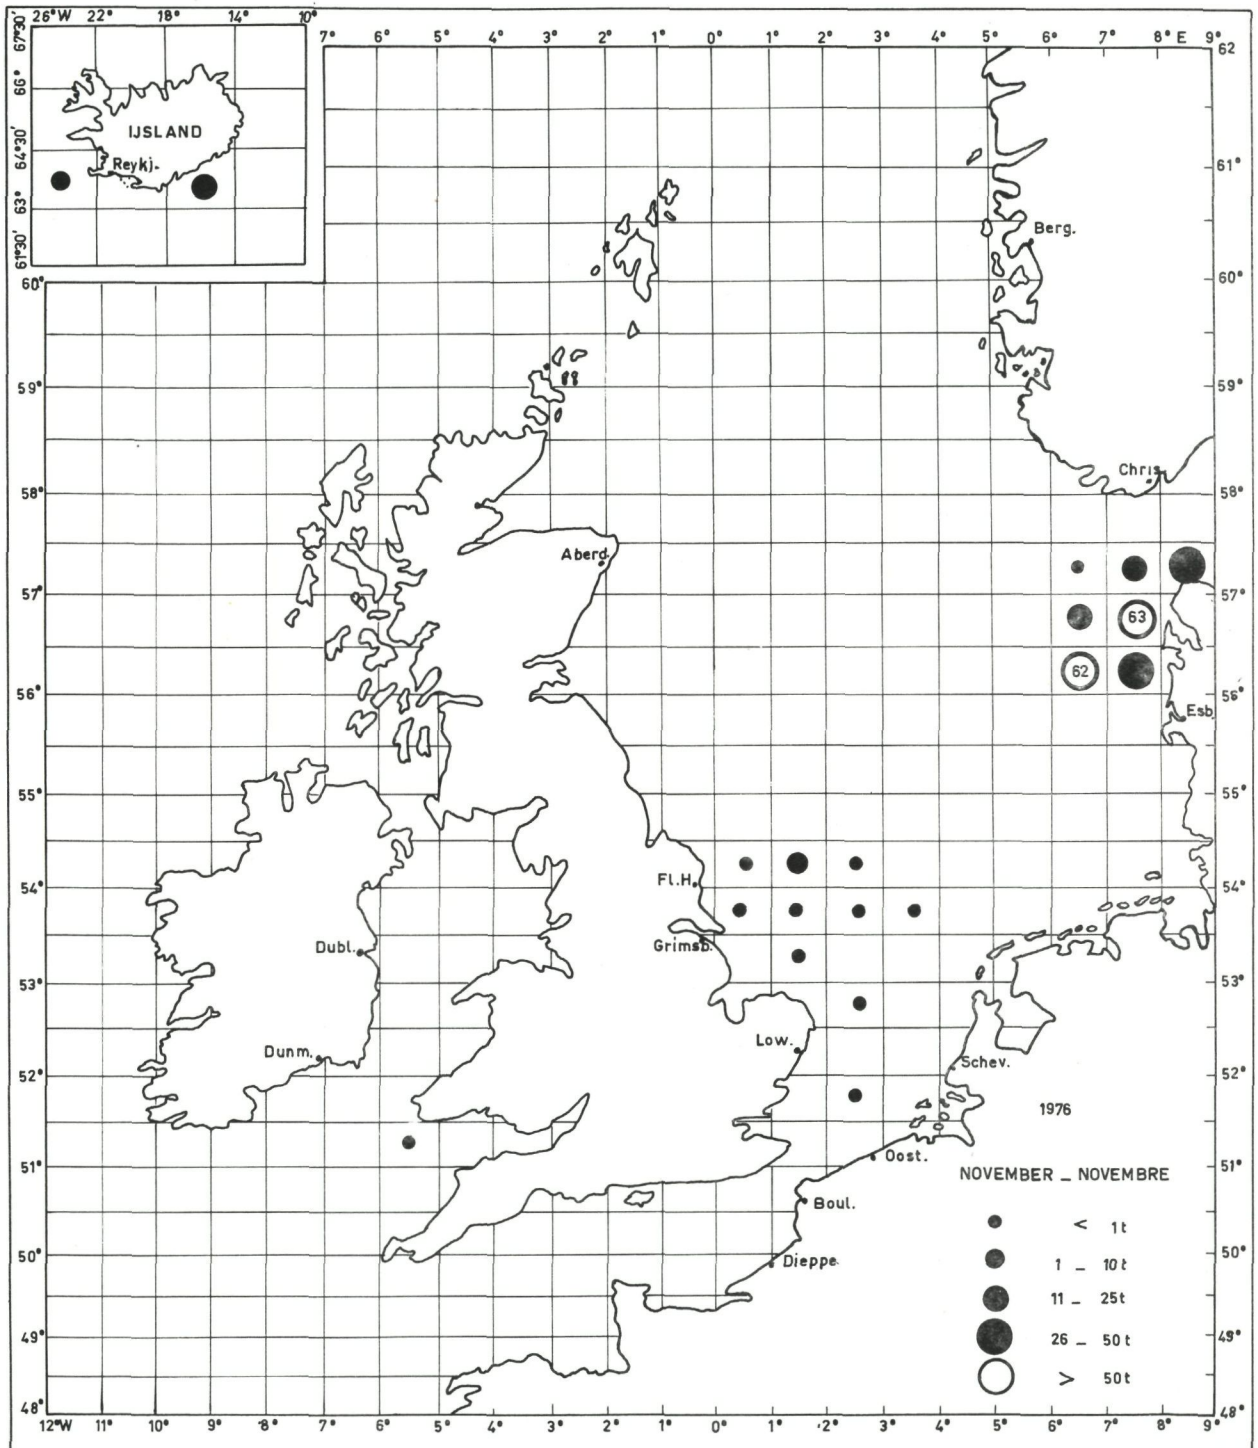 26°W 22° 18° 14° 10°
67°30'
66°
64°30'
63°
61°30'
IJSLAND
Reykj.
7° 6° 5° 4° 3° 2° 1° 0° 1° 2° 3° 4° 5° 6° 7° 8° E 9°
62
61°
Berg.
60° 60°
59° 59°
Chris
58° 58°
Aberd.
57° 57°
63
62
56° 56°
Esb
55° 55°
54° 54°
Fl.H.
Dubl.
Grimsb.
53° 53°
Dunm.
Low.
52° 52°
Schev.
1976
51° 51°
Oost.
NOVEMBER _ NOVEMBRE
Boul.
< 1t
50° 50°
Dieppe
1 _ 10t
11 _ 25t
49° 49°
26 _ 50t
> 50t
48° 48°
12°W 11° 10° 9° 8° 7° 6° 5° 4° 3° 2° 1° 0° 1° 2° 3° 4° 5° 6° 7° 8° 9°